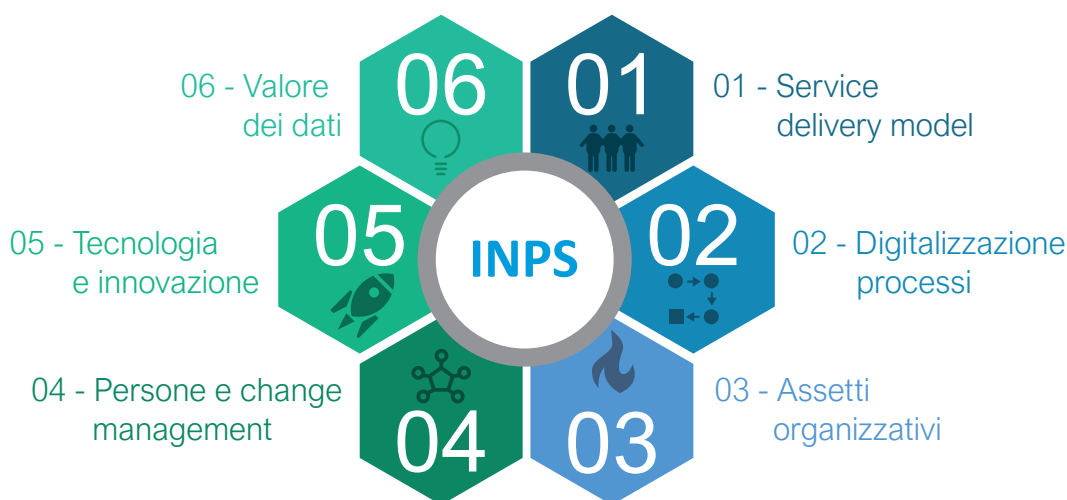 06
01
06 - Valore
dei dati
01 - Service
delivery model
05
02
05 - Tecnologia
e innovazione
INPS
02 - Digitalizzazione
processi
04 - Persone e change
management
03 - Assetti
organizzativi
04
03